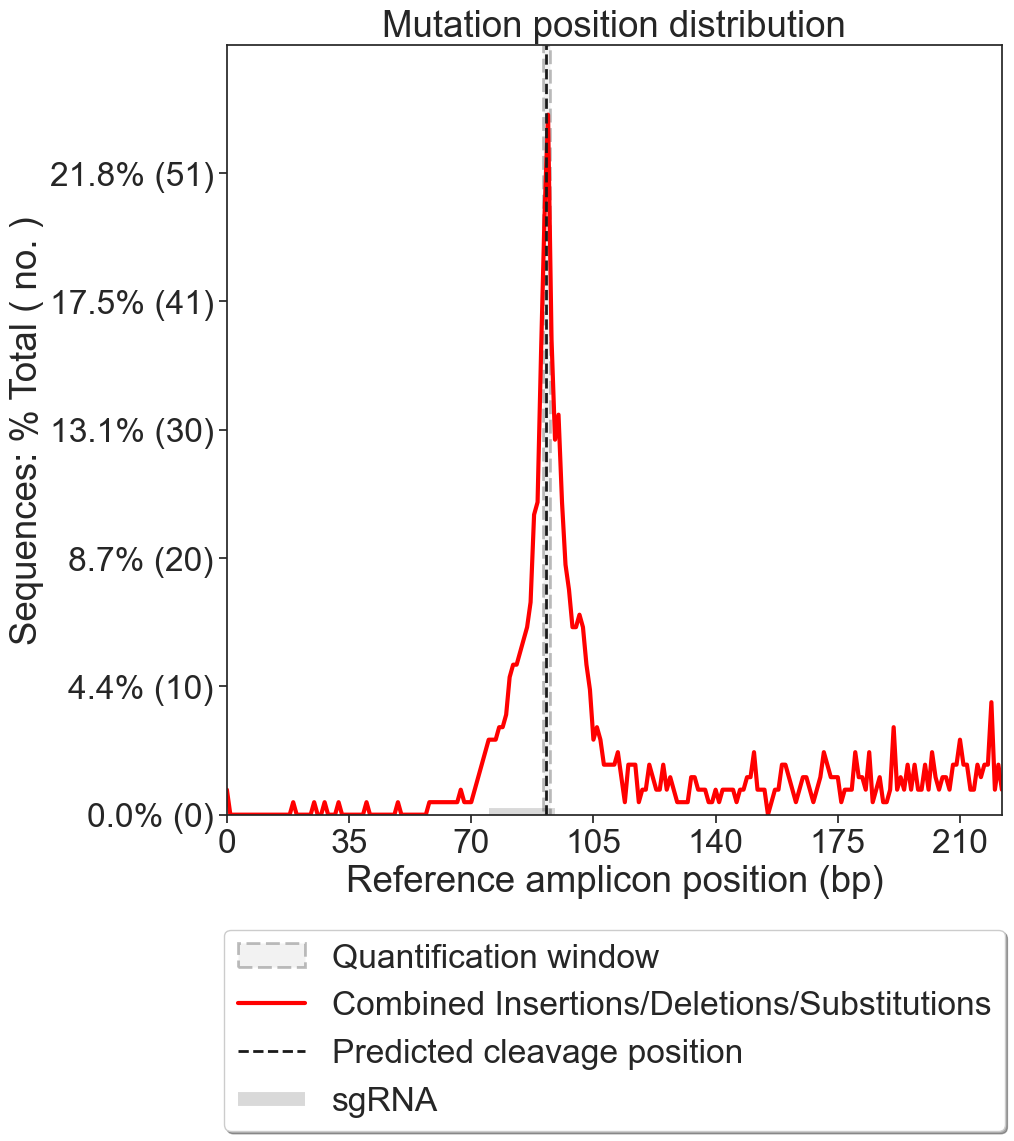 Mutation position distribution
Sequences: % Total ( no. )
21.8% (51)
17.5% (41)
13.1% (30)
8.7% (20)
4.4% (10)
0.0% (0)
0 35 70 105 140 175 210
Reference amplicon position (bp)
Quantification window
Combined Insertions/Deletions/Substitutions
Predicted cleavage position
sgRNA